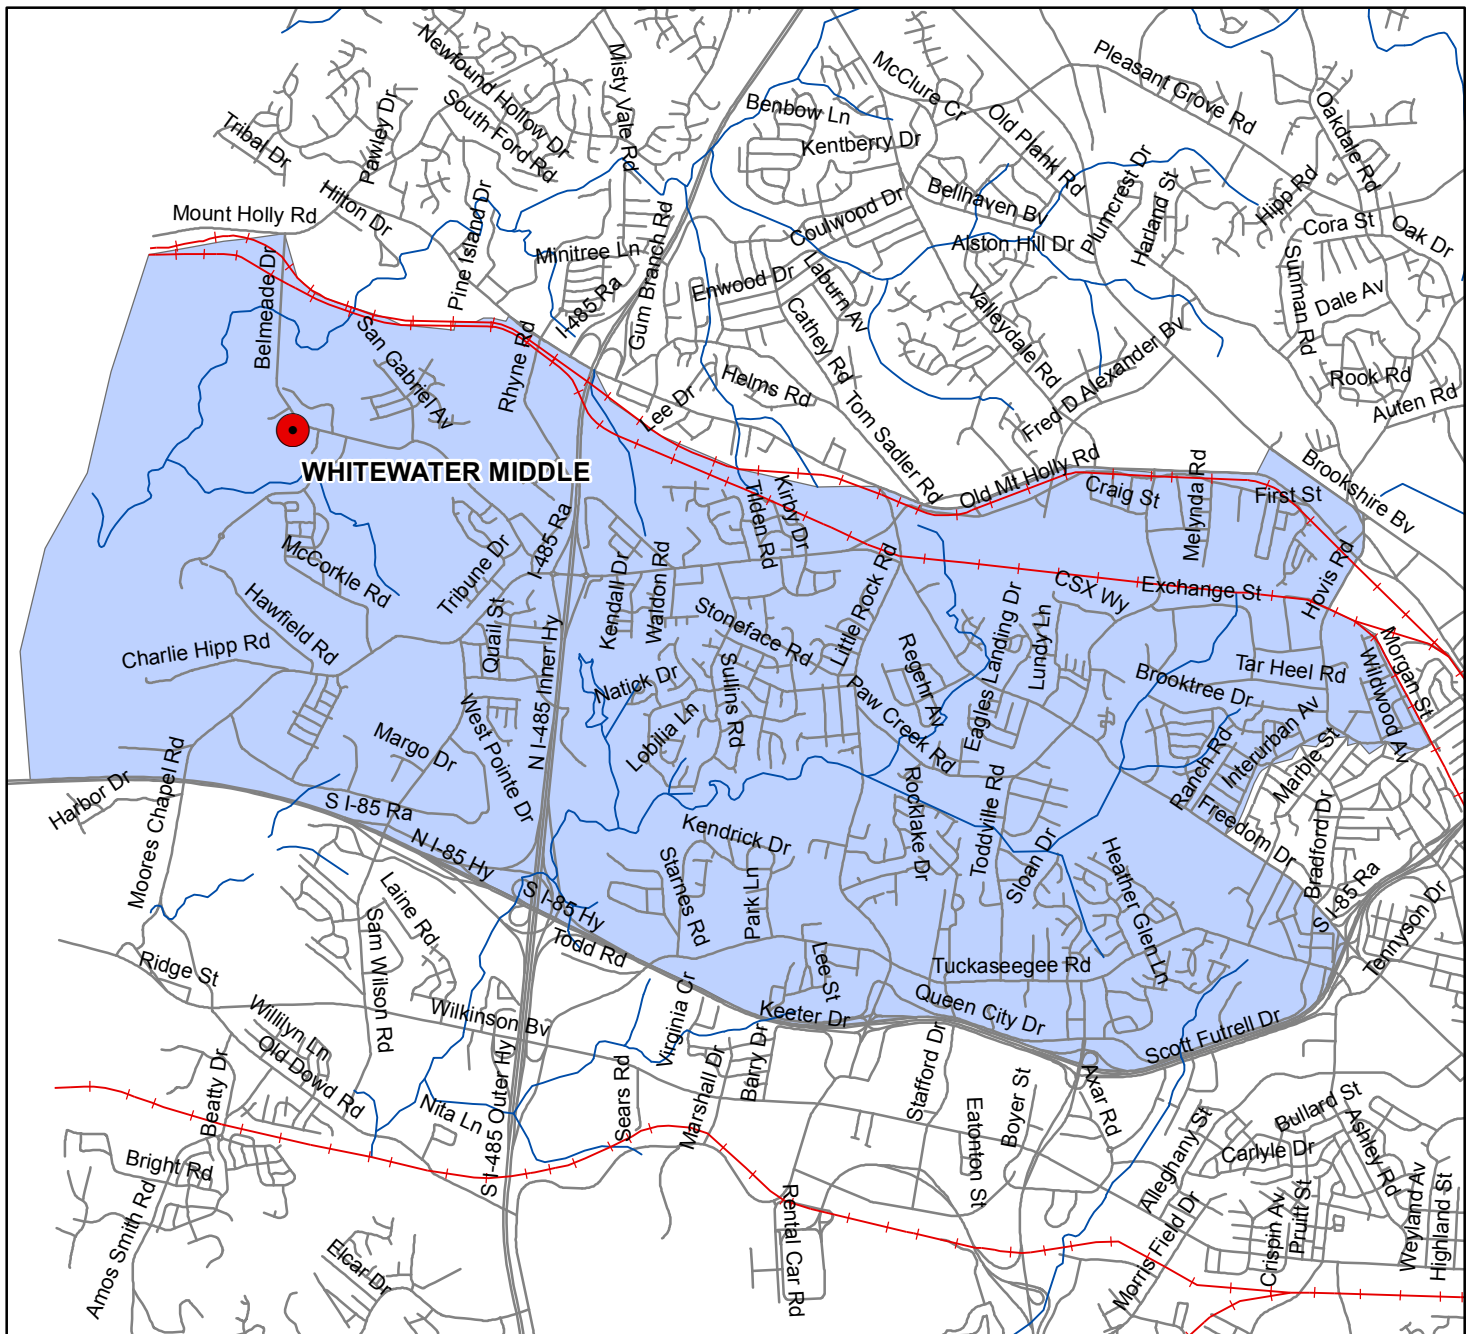 Newfound Hollow Dr
Misty Vale Rd
McClure Cr
Pleasant Grove Rd
South Ford Rd
Pawley Dr
Tribal Dr
Benbow Ln
Kentberry Dr
Old Plank Rd
Oakdale Rd
Hilton Dr
Mount Holly Rd
Pine Island Dr
Minitree Ln
Gum Branch Rd
Coulwood Dr
Bellhaven Bv
Plumcrest Dr
Harland St
Hipp Rd
Cora St
Oak Dr
Alston Hill Dr
Enwood Dr
Laburn Av
Sunman Rd
Dale Av
Belmeade Dr
San Gabriel Av
Rhyne Rd
I-485 Ra
Cathey Rd
Valleydale Rd
Fred D Alexander Bv
Rook Rd
Auten Rd
Helms Rd
Lee Dr
Tom Sadler Rd
Old Mt Holly Rd
Brookshire Bv
WHITEWATER MIDDLE
Craig St
Melynda Rd
First St
Kirby Dr
Tilden Rd
I-485 Ra
McCorkle Rd
Tribune Dr
Kendall Dr
Waldon Rd
Little Rock Rd
CSX Wy
Exchange St
Hovis Rd
Hawfield Rd
Charlie Hipp Rd
Quail St
Stoneface Rd
Regehr Av
Eagles Landing Dr
Lundy Ln
Tar Heel Rd
Morgan St
Wildwood Av
Brooktree Dr
Natick Dr
Sullins Rd
N I-485 Inner Hy
Paw Creek Rd
Lobilia Ln
West Pointe Dr
Margo Dr
Interurban Av
Ranch Rd
Marble St
Moores Chapel Rd
Harbor Dr
S I-85 Ra
N I-85 Hy
Kendrick Dr
Rocklake Dr
Toddville Rd
Sloan Dr
Freedom Dr
Bradford Dr
Heather Glen Ln
S I-85 Ra
Tennyson Dr
Starnes Rd
Park Ln
S I-85 Hy
Laine Rd
Sam Wilson Rd
Todd Rd
Lee St
Tuckaseegee Rd
Ridge St
Willilyn Ln
Wilkinson Bv
Virginia Cr
Keeter Dr
Queen City Dr
Scott Futrell Dr
Old Dowd Rd
Beatty Dr
Nita Ln
S I-485 Outer Hy
Sears Rd
Marshall Dr
Barry Dr
Stafford Dr
Eatonton St
Boyer St
Axar Rd
Alleghany St
Bullard St
Ashley Rd
Carlyle Dr
Bright Rd
Amos Smith Rd
Elcar Dr
Rental Car Rd
Morris Field Dr
Crispin Av
Pruitt St
Weyland Av
Highland St